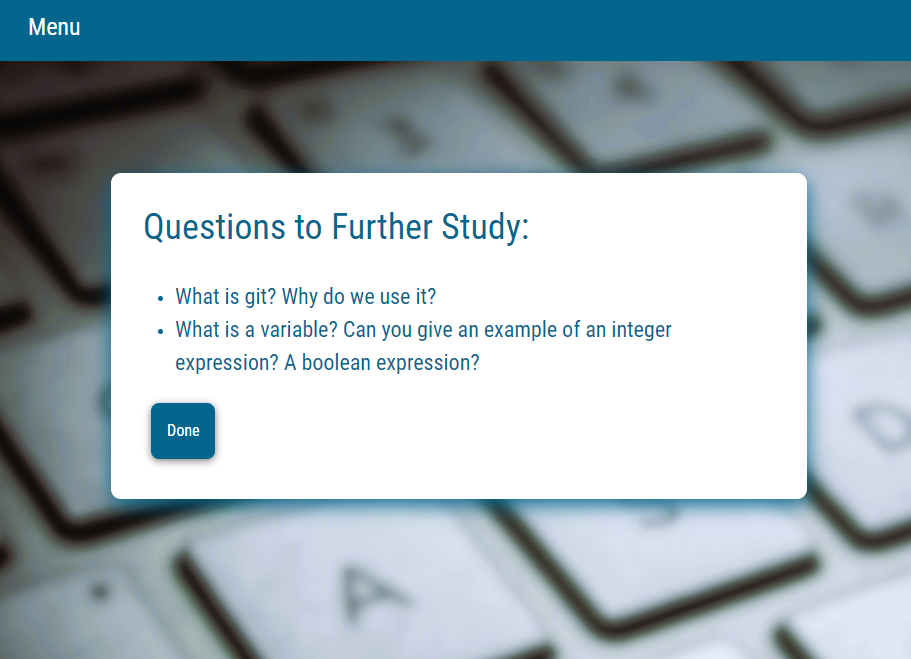 Menu
Questions to Further Study:
What is git? Why do we use it?
What is a variable? Can you give an example of an integer
expression? A boolean expression?
Done
A